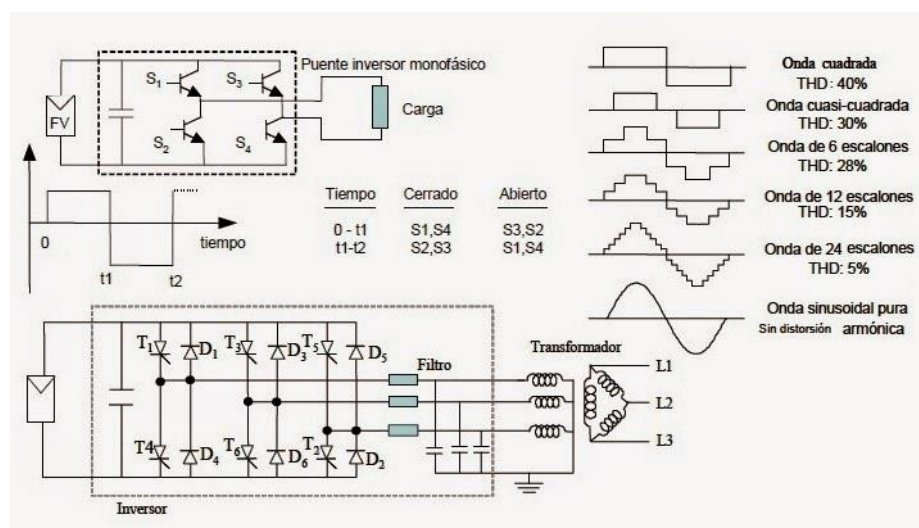 Puente inversor monofásico
S1
S3
FV
Carga
S2
S4
0
t1
t2
tiempo
Tiempo Cerrado Abierto
0 - t1 S1,S4 S3,S2
t1-t2 S2,S3 S1,S4
Onda cuadrada
THD: 40%
Onda cuasi-cuadrada
THD: 30%
Onda de 6 escalones
THD: 28%
Onda de 12 escalones
THD: 15%
Onda de 24 escalones
THD: 5%
Onda sinusoidal pura
Sin distorsión armónica
T1 D1 T3 D3 T5 D5
Filtro
Transformador
L1
L2
L3
T4 D4 T6 D6 T2 D2
Inversor